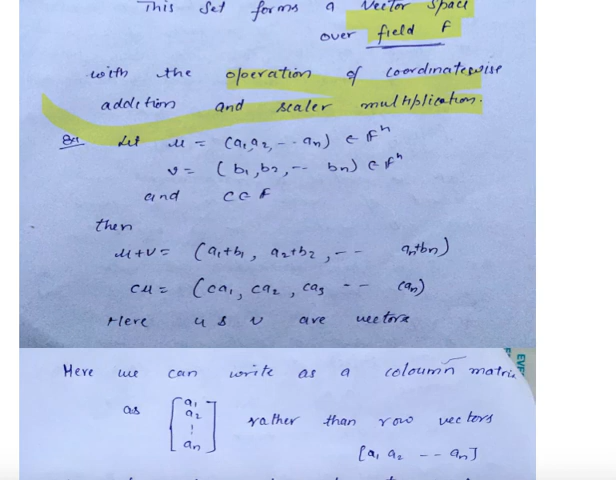 This Set forms a Vector Space
over field F
with the operation of coordinatewise
addition and scaler multiplication.
Ex Let u = (a₁,a₂, -- an) ∈ Fⁿ
v = (b₁,b₂, -- bn) ∈ Fⁿ
and c ∈ F
then
u+v = (a₁+b₁, a₂+b₂, -- an+bn)
cu = (ca₁, ca₂, ca₃ -- can)
Here u & v are vectors
EVE
Here we can write as a coloumn matrix
as [a₁ a₂ ⋮ an] rather than row vectors
[a₁ a₂ -- an]